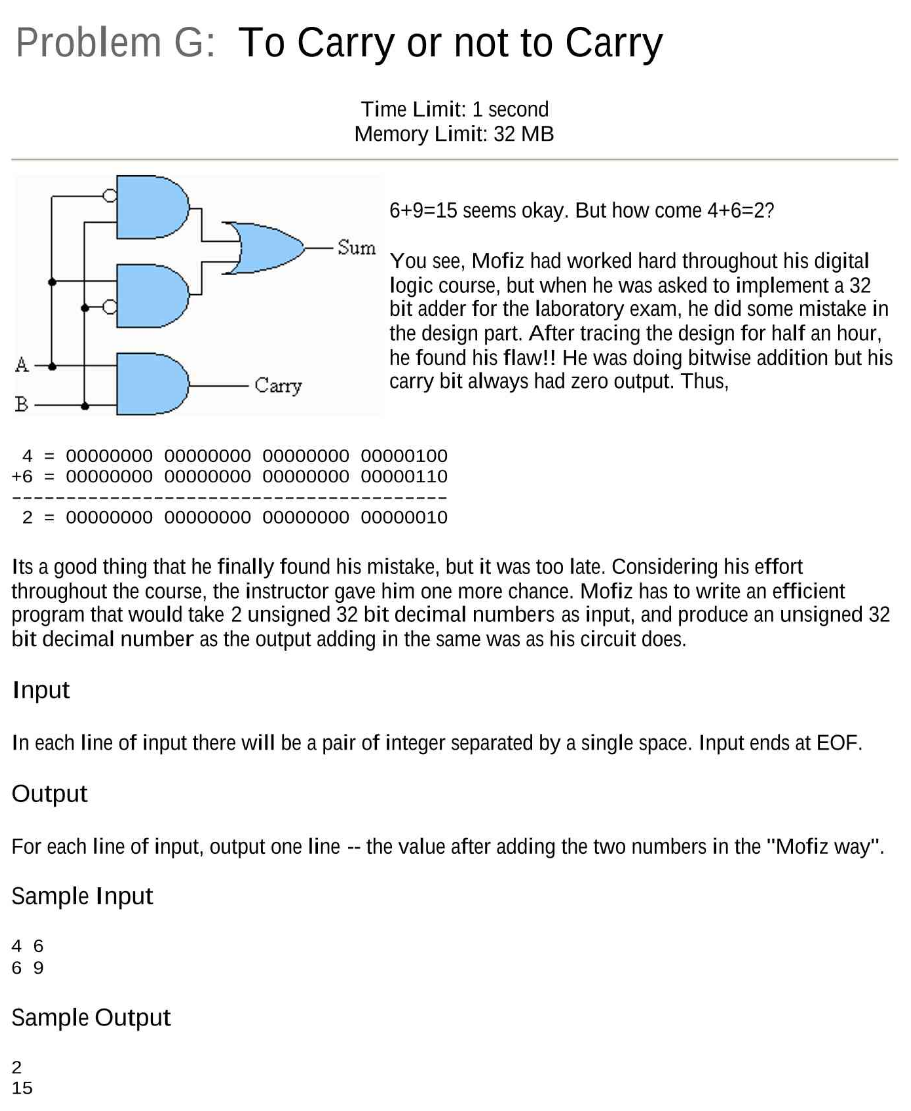 Problem G: To Carry or not to Carry
Time Limit: 1 second
Memory Limit: 32 MB
6+9=15 seems okay. But how come 4+6=2?
Sum
You see, Mofiz had worked hard throughout his digital
logic course, but when he was asked to implement a 32
bit adder for the laboratory exam, he did some mistake in
the design part. After tracing the design for half an hour,
he found his flaw!! He was doing bitwise addition but his
carry bit always had zero output. Thus,
A
Carry
B
4 = 00000000 00000000 00000000 00000100
+6 = 00000000 00000000 00000000 00000110
----------------------------------------
2 = 00000000 00000000 00000000 00000010
Its a good thing that he finally found his mistake, but it was too late. Considering his effort
throughout the course, the instructor gave him one more chance. Mofiz has to write an efficient
program that would take 2 unsigned 32 bit decimal numbers as input, and produce an unsigned 32
bit decimal number as the output adding in the same was as his circuit does.
Input
In each line of input there will be a pair of integer separated by a single space. Input ends at EOF.
Output
For each line of input, output one line -- the value after adding the two numbers in the "Mofiz way".
Sample Input
4 6
6 9
Sample Output
2
15